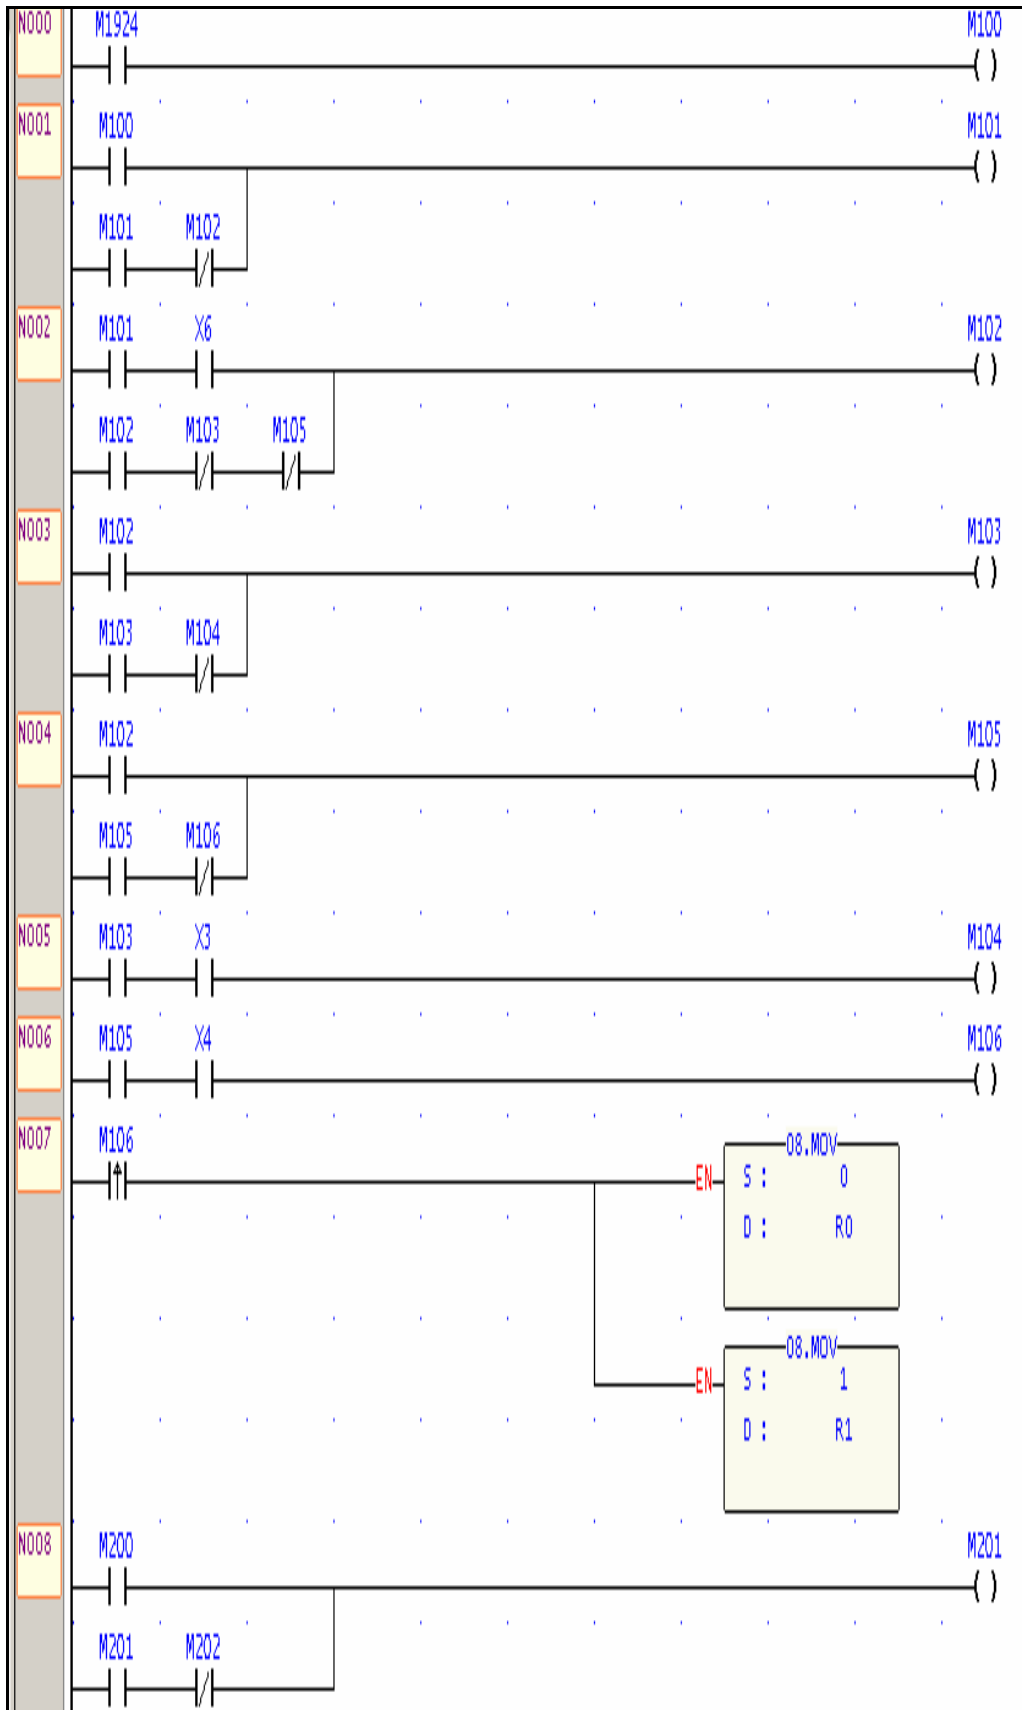 N000 M1924 M100
N001 M100 M101
M101 M102
N002 M101 X6 M102
M102 M103 M105
N003 M102 M103
M103 M104
N004 M102 M105
M105 M106
N005 M103 X3 M104
N006 M105 X4 M106
N007 M106 08.MOV
EN S : 0
D : R0
08.MOV
EN S : 1
D : R1
N008 M200 M201
M201 M202